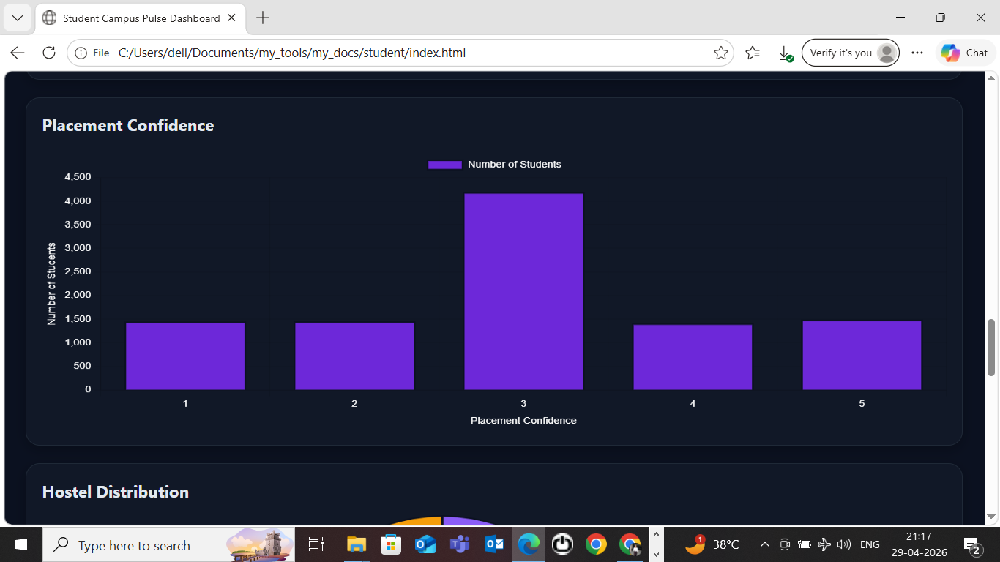 Student Campus Pulse Dashboard
File C:/Users/dell/Documents/my_tools/my_docs/student/index.html
Verify it's you
Chat
Placement Confidence
Number of Students
4,500
4,000
3,500
3,000
2,500
2,000
1,500
1,000
500
0
Number of Students
1 2 3 4 5
Placement Confidence
Hostel Distribution
Type here to search
1
38°C
ENG
21:17
29-04-2026
2